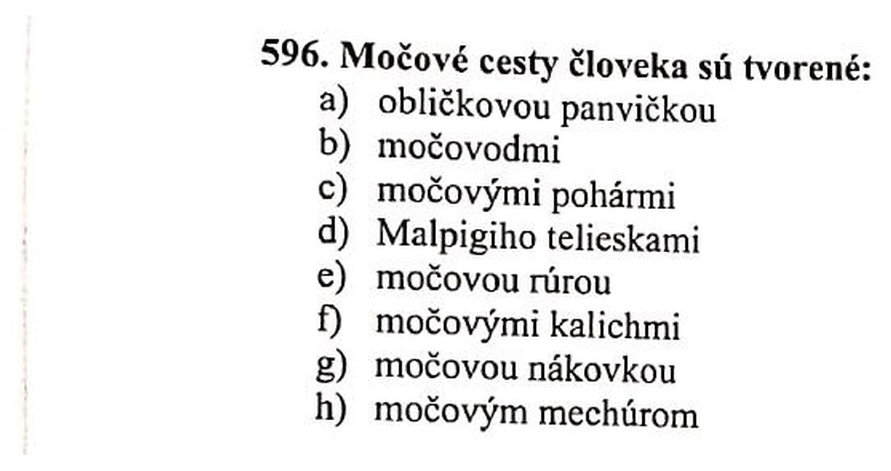 596. Močové cesty človeka sú tvorené:
a) obličkovou panvičkou
b) močovodmi
c) močovými pohármi
d) Malpigiho telieskami
e) močovou rúrou
f) močovými kalichmi
g) močovou nákovkou
h) močovým mechúrom